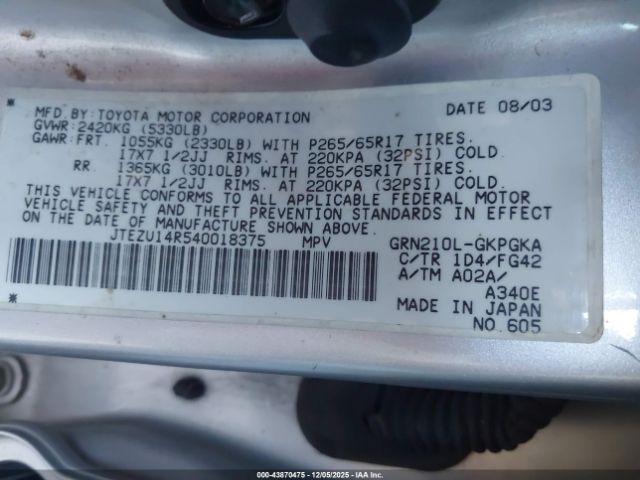 MFD.BY:TOYOTA MOTOR CORPORATION DATE 08/03
GVWR:2420KG (5330LB)
GAWR:FRT. 1055KG (2330LB) WITH P265/65R17 TIRES.
17X7 1/2JJ RIMS. AT 220KPA (32PSI) COLD.
RR. 1365KG (3010LB) WITH P265/65R17 TIRES.
17X7 1/2JJ RIMS. AT 220KPA (32PSI) COLD.
THIS VEHICLE CONFORMS TO ALL APPLICABLE FEDERAL MOTOR
VEHICLE SAFETY AND THEFT PREVENTION STANDARDS IN EFFECT
ON THE DATE OF MANUFACTURE SHOWN ABOVE.
JTEZU14R540018375 MPV GRN210L-GKPGKA
C/TR 1D4/FG42
A/TM A02A/
A340E
MADE IN JAPAN
NO.605
000-43870475 - 12/05/2025 - IAAI.COM